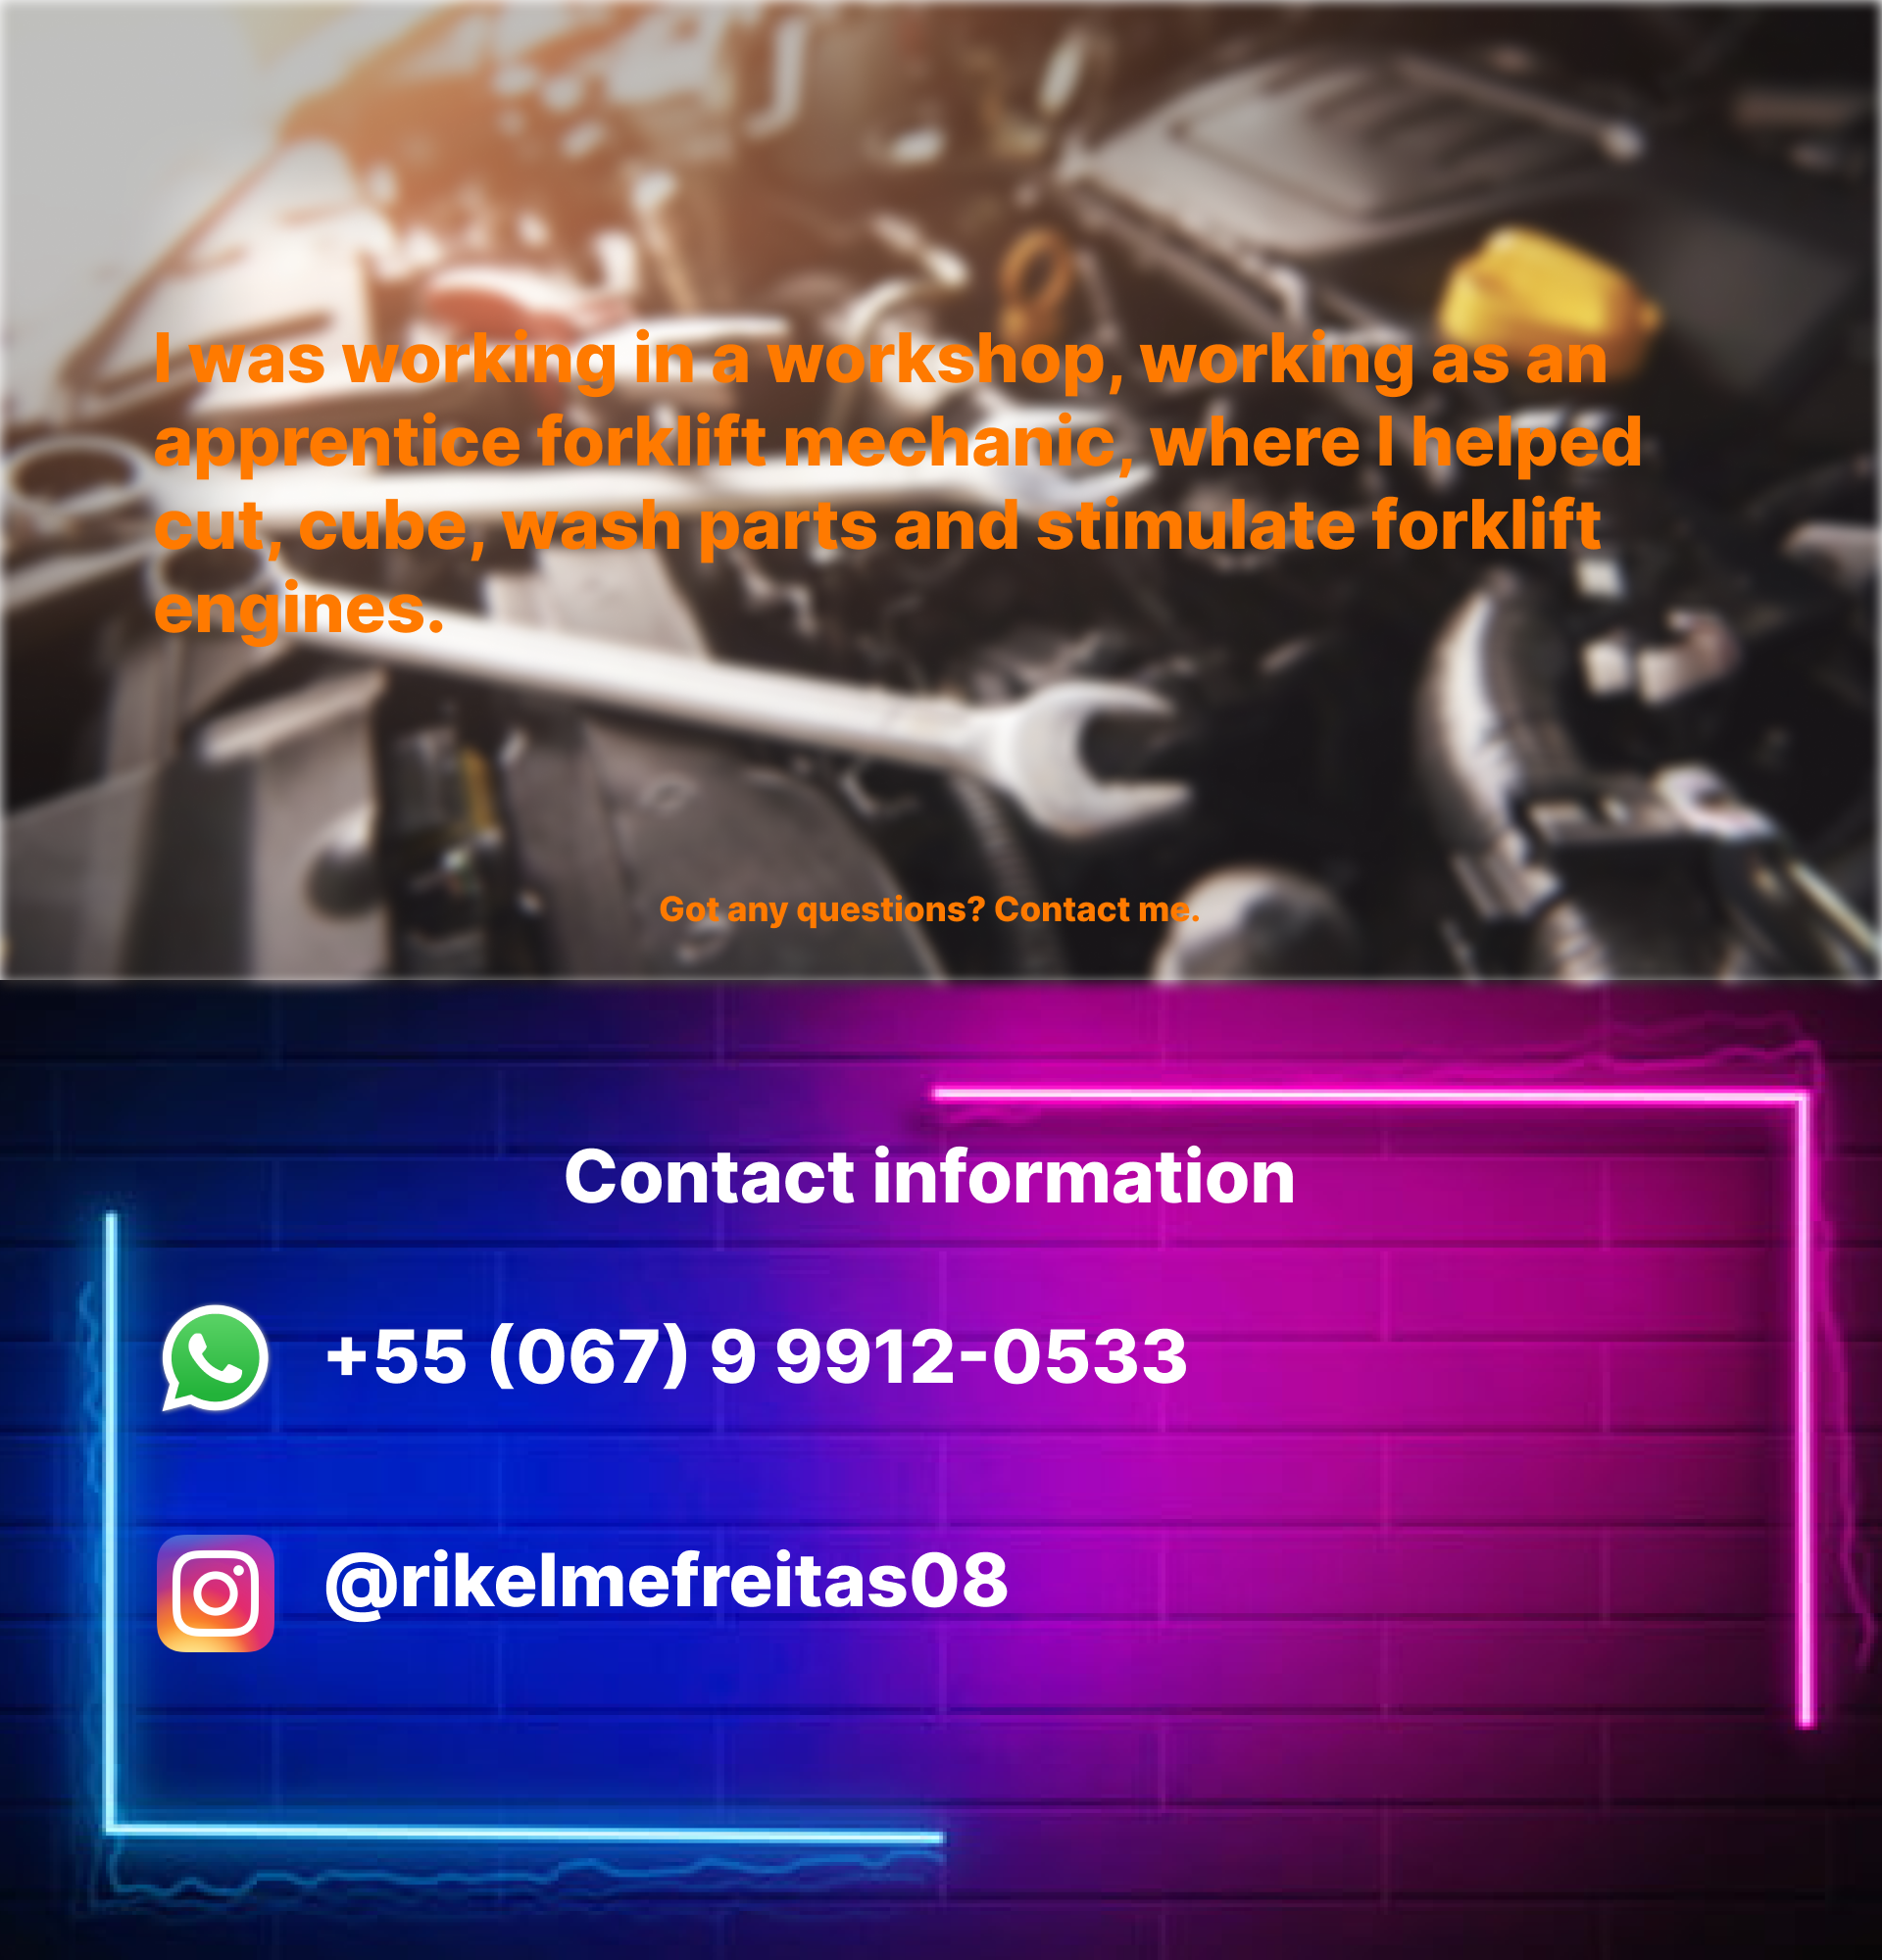 I was working in a workshop, working as an
apprentice forklift mechanic, where I helped
cut, cube, wash parts and stimulate forklift
engines.
Got any questions? Contact me.
Contact information
+55 (067) 9 9912-0533
@rikelmefreitas08